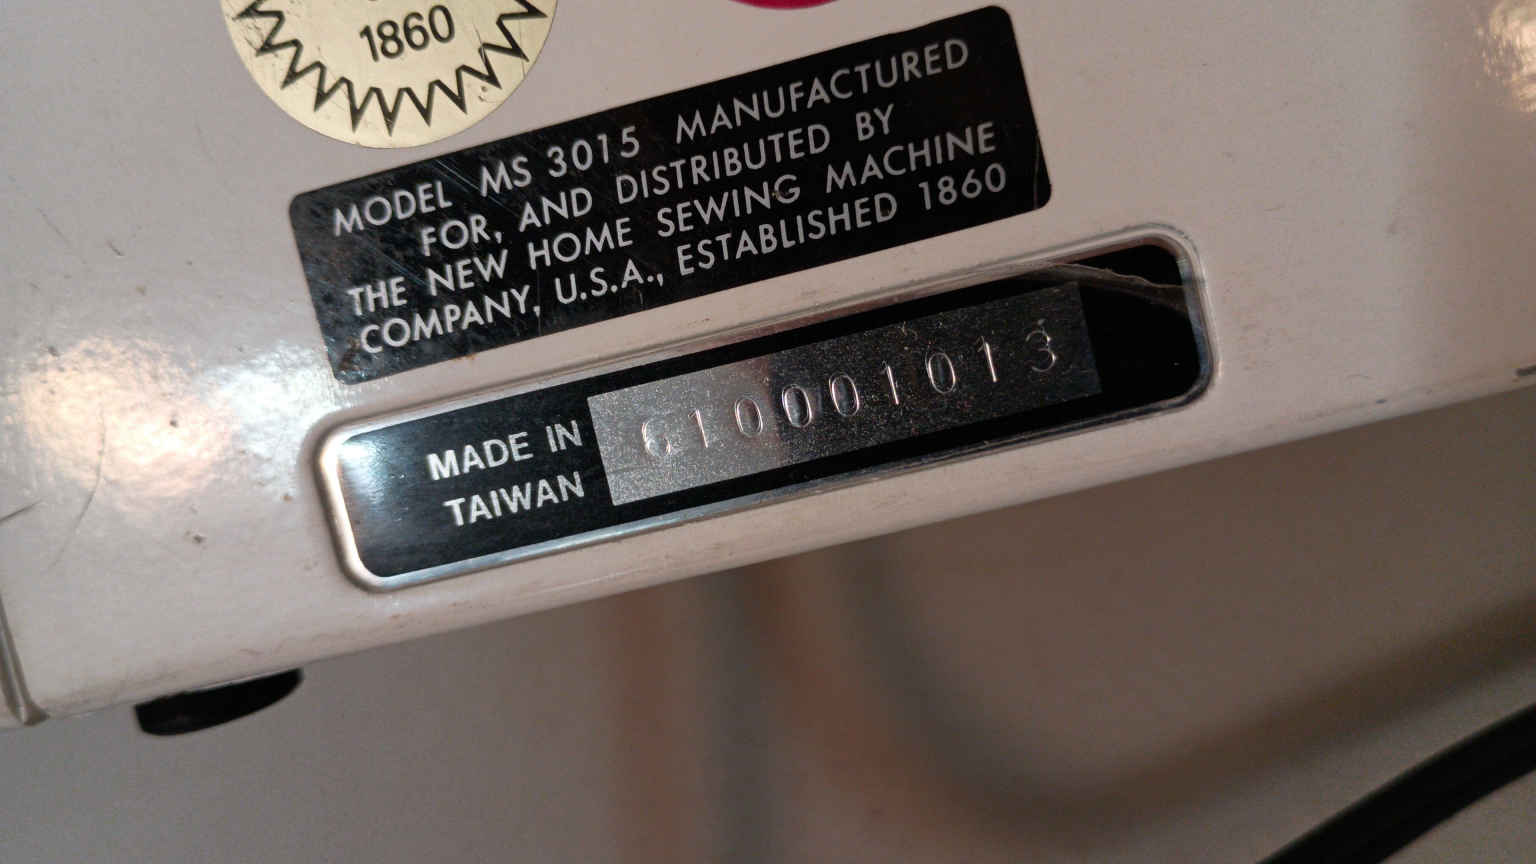 1860
MODEL MS 3015 MANUFACTURED
FOR, AND DISTRIBUTED BY
THE NEW HOME SEWING MACHINE
COMPANY, U.S.A., ESTABLISHED 1860
MADE IN
TAIWAN
610001013